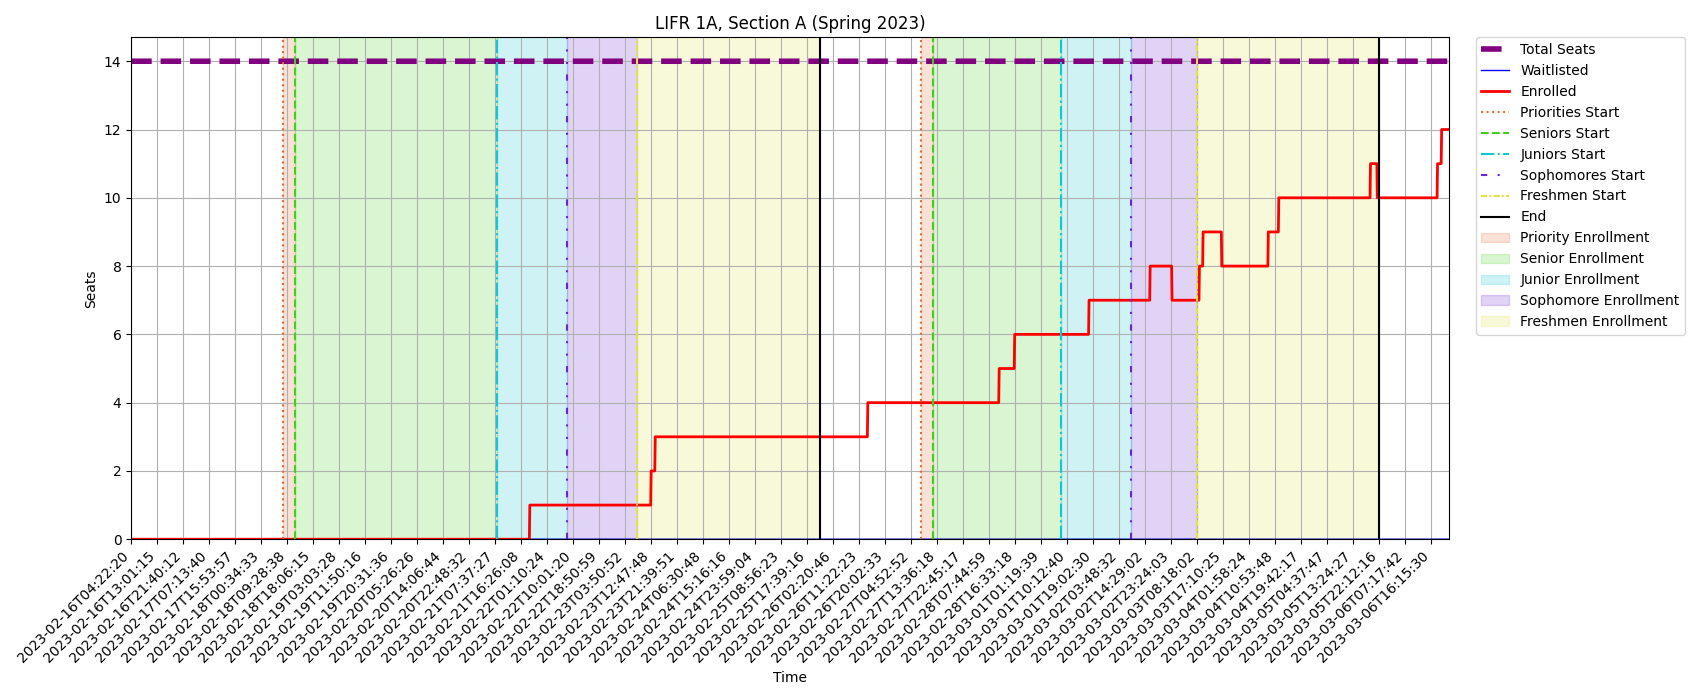 LIFR 1A, Section A (Spring 2023)
Seats
14
12
10
8
6
4
2
0
2023-02-16T04:22:20
2023-02-16T13:01:15
2023-02-16T21:40:12
2023-02-17T07:13:40
2023-02-17T15:53:57
2023-02-18T00:34:33
2023-02-18T09:28:38
2023-02-18T18:06:15
2023-02-19T03:03:28
2023-02-19T11:50:16
2023-02-19T20:31:36
2023-02-20T05:26:26
2023-02-20T14:06:44
2023-02-20T22:48:32
2023-02-21T07:37:27
2023-02-21T16:26:08
2023-02-22T01:10:24
2023-02-22T10:01:20
2023-02-22T18:50:59
2023-02-23T03:50:52
2023-02-23T12:47:48
2023-02-23T21:39:51
2023-02-24T06:30:48
2023-02-24T15:16:16
2023-02-24T23:59:04
2023-02-25T08:56:23
2023-02-25T17:39:16
2023-02-26T02:20:46
2023-02-26T11:22:23
2023-02-26T20:02:33
2023-02-27T04:52:52
2023-02-27T13:36:18
2023-02-27T22:45:17
2023-02-28T07:44:59
2023-02-28T16:33:18
2023-03-01T01:19:39
2023-03-01T10:12:40
2023-03-01T19:02:30
2023-03-02T03:48:32
2023-03-02T14:29:02
2023-03-02T23:24:03
2023-03-03T08:18:02
2023-03-03T17:10:25
2023-03-04T01:58:24
2023-03-04T10:53:48
2023-03-04T19:42:17
2023-03-05T04:37:47
2023-03-05T13:24:27
2023-03-05T22:12:16
2023-03-06T07:17:42
2023-03-06T16:15:30
Time
Total Seats
Waitlisted
Enrolled
Priorities Start
Seniors Start
Juniors Start
Sophomores Start
Freshmen Start
End
Priority Enrollment
Senior Enrollment
Junior Enrollment
Sophomore Enrollment
Freshmen Enrollment